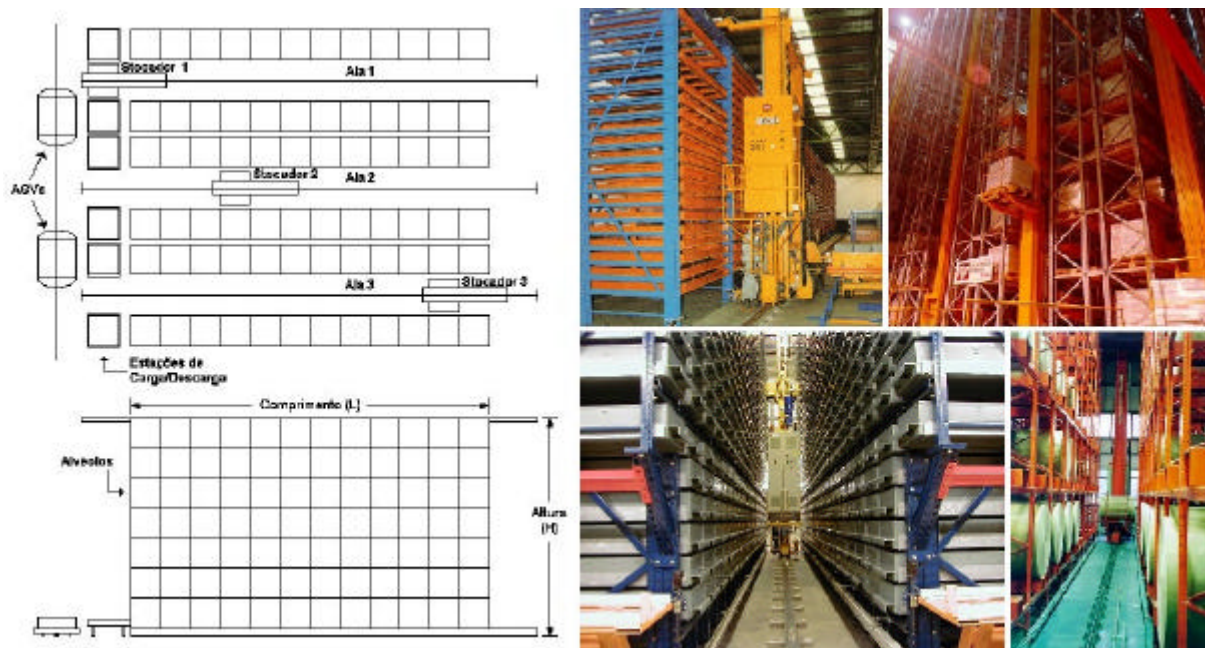 Stocador 1
Ala 1
Stocador 2
Ala 2
AGVs
Stocador 3
Ala 3
Estações de
Carga/Descarga
Comprimento (L)
Alvéolos
Altura
(H)